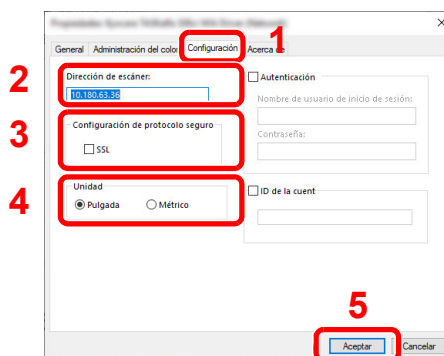 1
General
Administración del color
Configuración
Acerca de
2
Dirección de escáner:
10.180.63.36
Autenticación
Nombre de usuario de inicio de sesión:
3
Configuración de protocolo seguro
Contraseña:
SSL
4
Unidad
ID de la cuent
Pulgada
Métrico
5
Aceptar
Cancelar